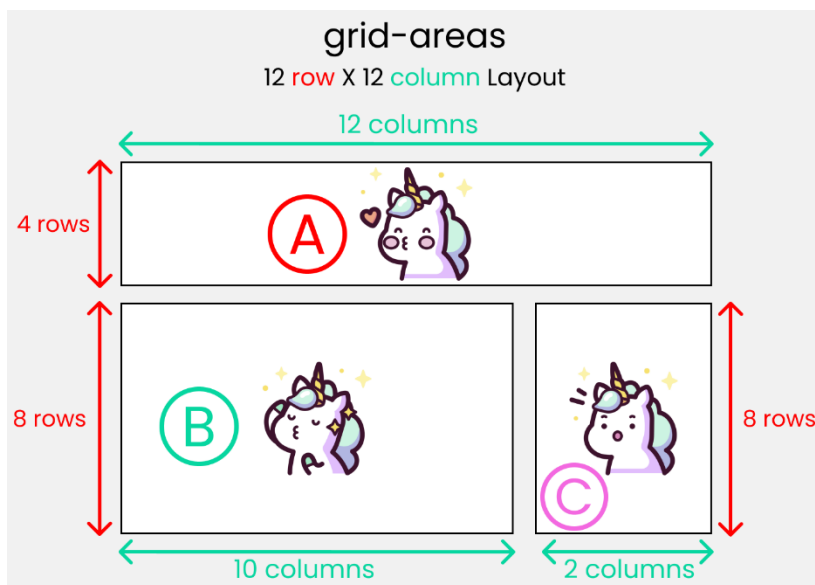 grid-areas
12 row X 12 column Layout
12 columns
4 rows
A
8 rows
B
C
8 rows
10 columns
2 columns